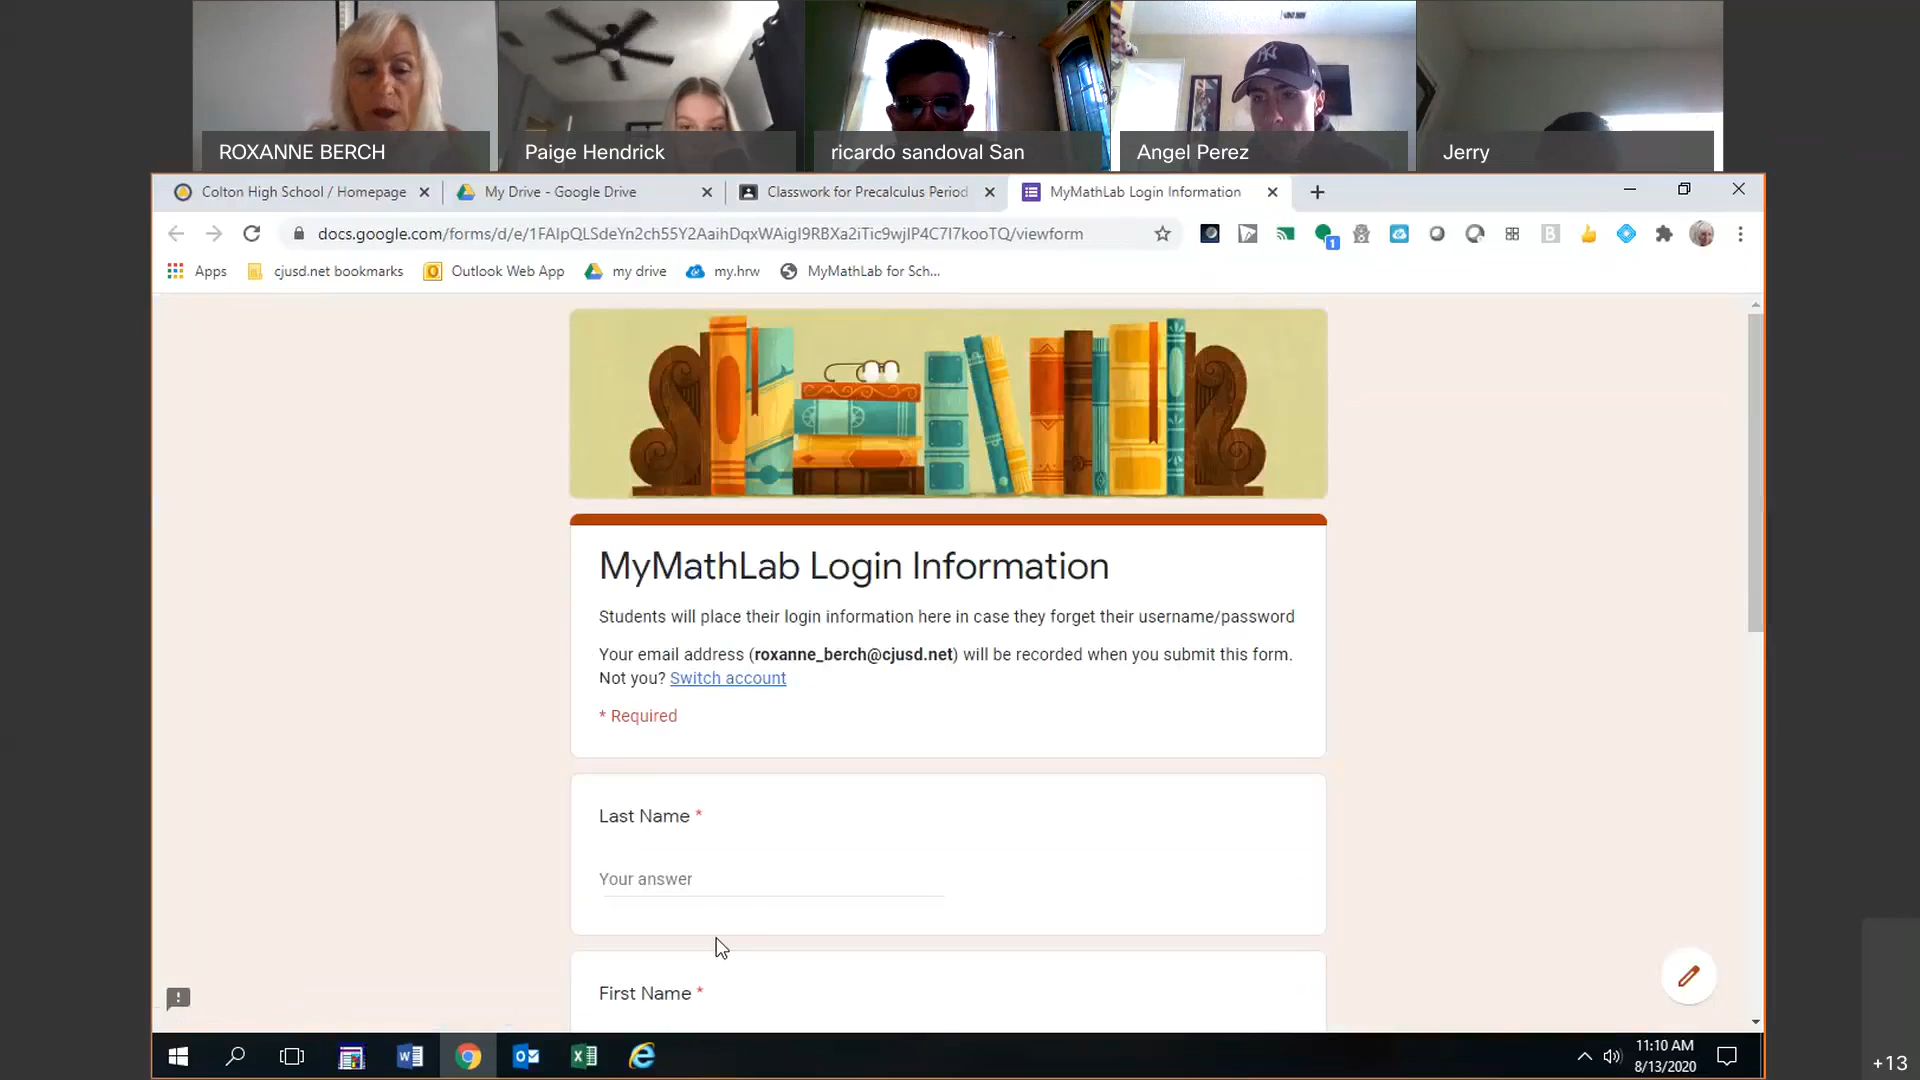 ROXANNE BERCH
Paige Hendrick
ricardo sandoval San
Angel Perez
Jerry
Colton High School / Homepage
My Drive - Google Drive
Classwork for Precalculus Period
MyMathLab Login Information
docs.google.com/forms/d/e/1FAIpQLSdeYn2ch55Y2AaihDqxWAigI9RBXa2iTic9wjIP4C7I7kooTQ/viewform
1
Apps
cjusd.net bookmarks
Outlook Web App
my drive
my.hrw
MyMathLab for Sch...
MyMathLab Login Information
Students will place their login information here in case they forget their username/password
Your email address (roxanne_berch@cjusd.net) will be recorded when you submit this form.
Not you? Switch account
* Required
Last Name *
Your answer
First Name *
11:10 AM
8/13/2020
+13